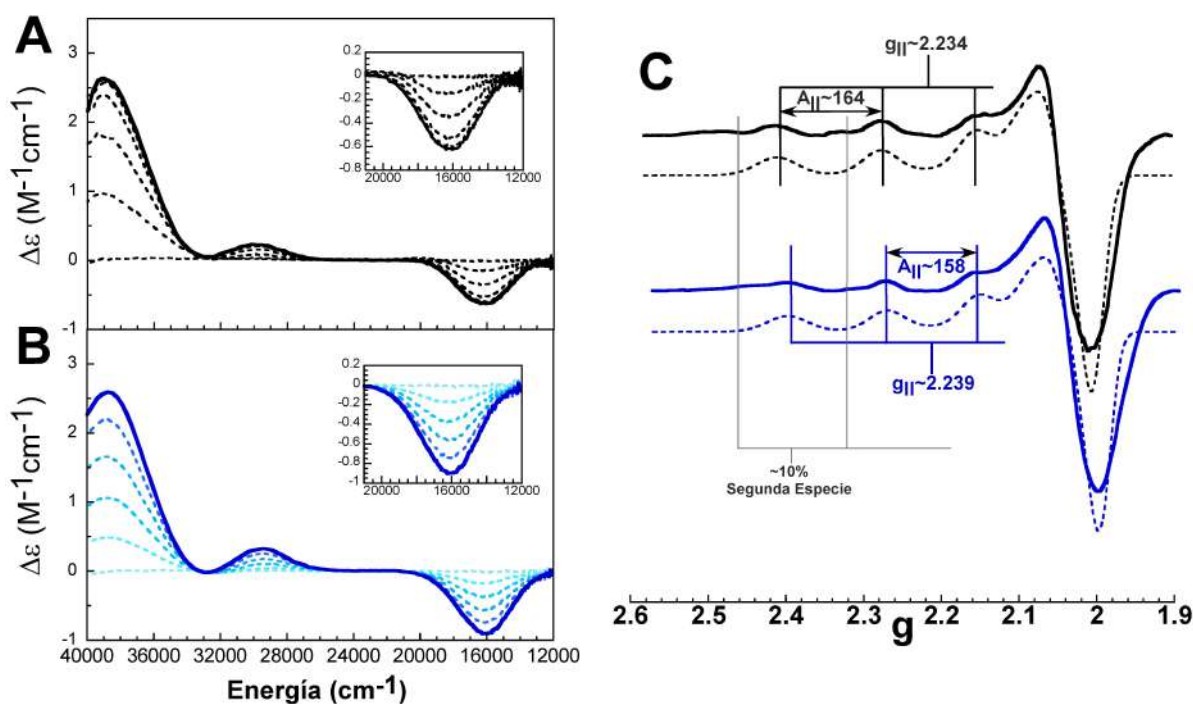 A
3
2
1
0
-1
Δε (M⁻¹cm⁻¹)
0.2
0
-0.2
-0.4
-0.6
-0.8
20000 16000 12000
B
3
2
1
0
-1
Δε (M⁻¹cm⁻¹)
0.2
0
-0.2
-0.4
-0.6
-0.8
-1
20000 16000 12000
40000 36000 32000 28000 24000 20000 16000 12000
Energía (cm⁻¹)
C
g||~2.234
A||~164
A||~158
g||~2.239
~10%
Segunda Especie
2.6 2.5 2.4 2.3 2.2 2.1 2 1.9
g